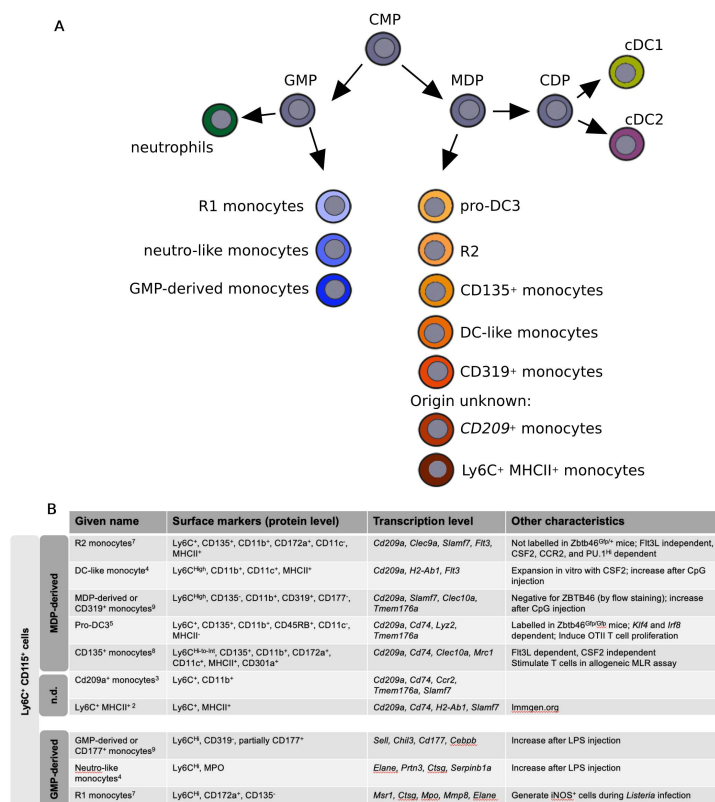 A
CMP
GMP
MDP
CDP
cDC1
cDC2
neutrophils
R1 monocytes
neutro-like monocytes
GMP-derived monocytes
pro-DC3
R2
CD135⁺ monocytes
DC-like monocytes
CD319⁺ monocytes
Origin unknown:
CD209⁺ monocytes
Ly6C⁺ MHCII⁺ monocytes
B
Given name Surface markers (protein level) Transcription level Other characteristics
Ly6C⁺ CD115⁺ cells
MDP-derived
R2 monocytes⁷ Ly6C⁺, CD135⁺, CD11b⁺, CD172a⁺, CD11c⁻, Cd209a, Clec9a, Slamf7, Flt3, Not labelled in Zbtb46ᴳᶠᵖ/⁺ mice; Flt3L independent,
MHCII⁺ CSF2, CCR2, and PU.1ᴴⁱ dependent
DC-like monocyte⁴ Ly6Cᴴⁱᵍʰ, CD11b⁺, CD11c⁺, MHCII⁺ Cd209a, H2-Ab1, Flt3 Expansion in vitro with CSF2; increase after CpG
injection
MDP-derived or Ly6Cᴴⁱᵍʰ, CD135⁻, CD11b⁺, CD319⁺, CD177⁻, Cd209a, Slamf7, Clec10a, Negative for ZBTB46 (by flow staining); increase
CD319⁺ monocytes⁹ Tmem176a after CpG injection
Pro-DC3⁵ Ly6C⁺, CD135⁺, CD11b⁺, CD45RB⁺, CD11c⁻, Cd209a, Cd74, Lyz2, Labelled in Zbtb46ᴳᶠᵖ/ᴳᶠᵖ mice; Klf4 and Irf8
MHCII⁻ Tmem176a dependent; Induce OTII T cell proliferation
CD135⁺ monocytes⁸ Ly6Cᴴⁱ⁻ᵗᵒ⁻ᴵⁿᵗ, CD135⁺, CD11b⁺, CD172a⁺, Cd209a, Cd74, Clec10a, Mrc1 Flt3L dependent, CSF2 independent
CD11c⁺, MHCII⁺, CD301a⁺ Stimulate T cells in allogeneic MLR assay
n.d.
Cd209a⁺ monocytes³ Ly6C⁺, CD11b⁺ Cd209a, Cd74, Ccr2,
Tmem176a, Slamf7
Ly6C⁺ MHCII⁺ ² Ly6C⁺, MHCII⁺ Cd209a, Cd74, H2-Ab1, Slamf7 Immgen.org
GMP-derived
GMP-derived or Ly6Cᴴⁱ, CD319⁻, partially CD177⁺ Sell, Chil3, Cd177, Cebpb Increase after LPS injection
CD177⁺ monocytes⁹
Neutro-like Ly6Cᴴⁱ, MPO Elane, Prtn3, Ctsg, Serpinb1a Increase after LPS injection
monocytes⁴
R1 monocytes⁷ Ly6Cᴴⁱ, CD172a⁺, CD135⁻ Msr1, Ctsg, Mpo, Mmp8, Elane Generate iNOS⁺ cells during Listeria infection